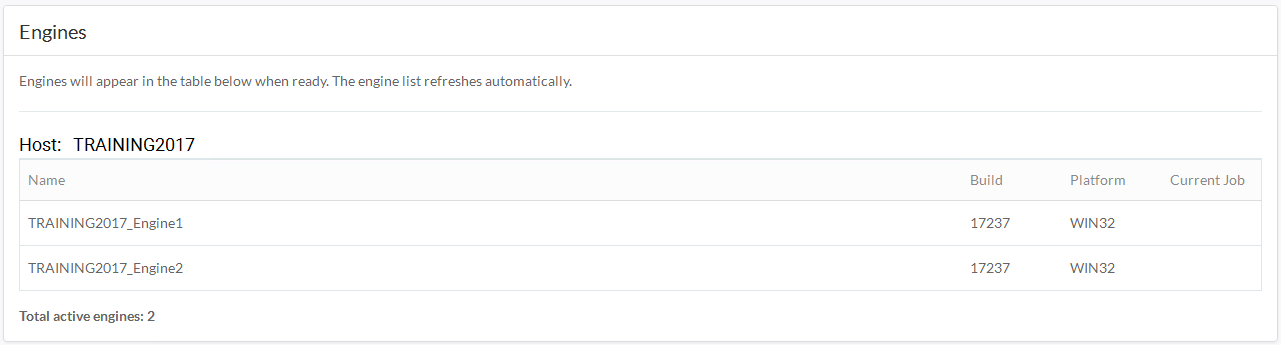 Engines
Engines will appear in the table below when ready. The engine list refreshes automatically.
Host: TRAINING2017
Name Build Platform Current Job
TRAINING2017_Engine1 17237 WIN32
TRAINING2017_Engine2 17237 WIN32
Total active engines: 2